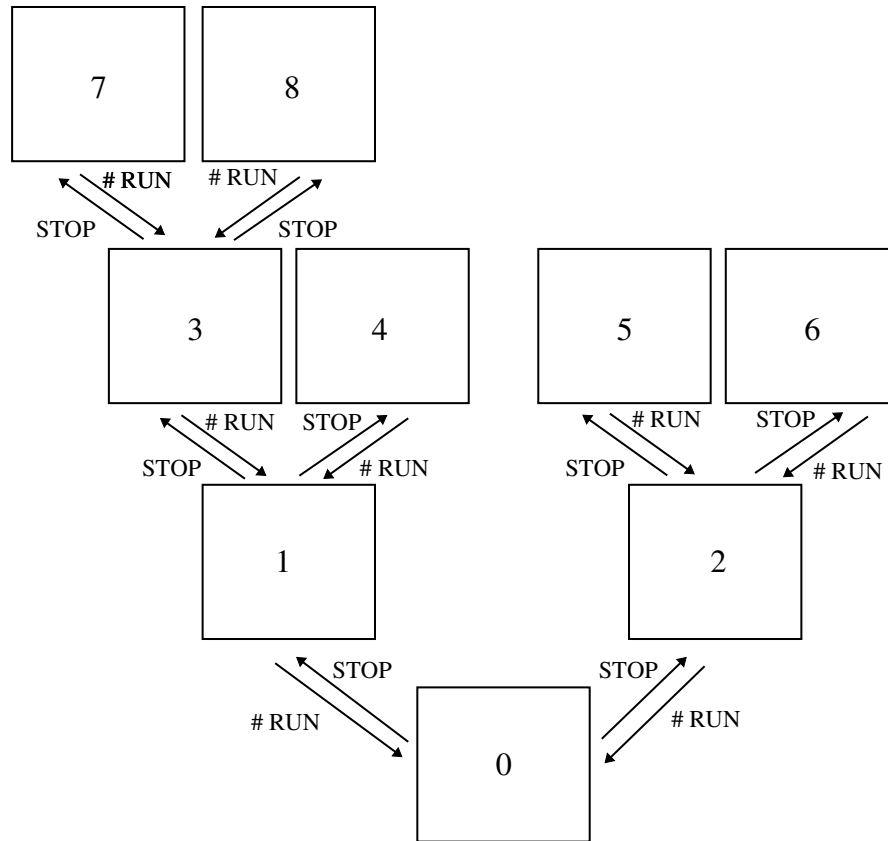 7 8
# RUN # RUN
STOP STOP
3 4 5 6
# RUN STOP # RUN STOP
STOP # RUN STOP # RUN
1 2
STOP STOP
# RUN # RUN
0